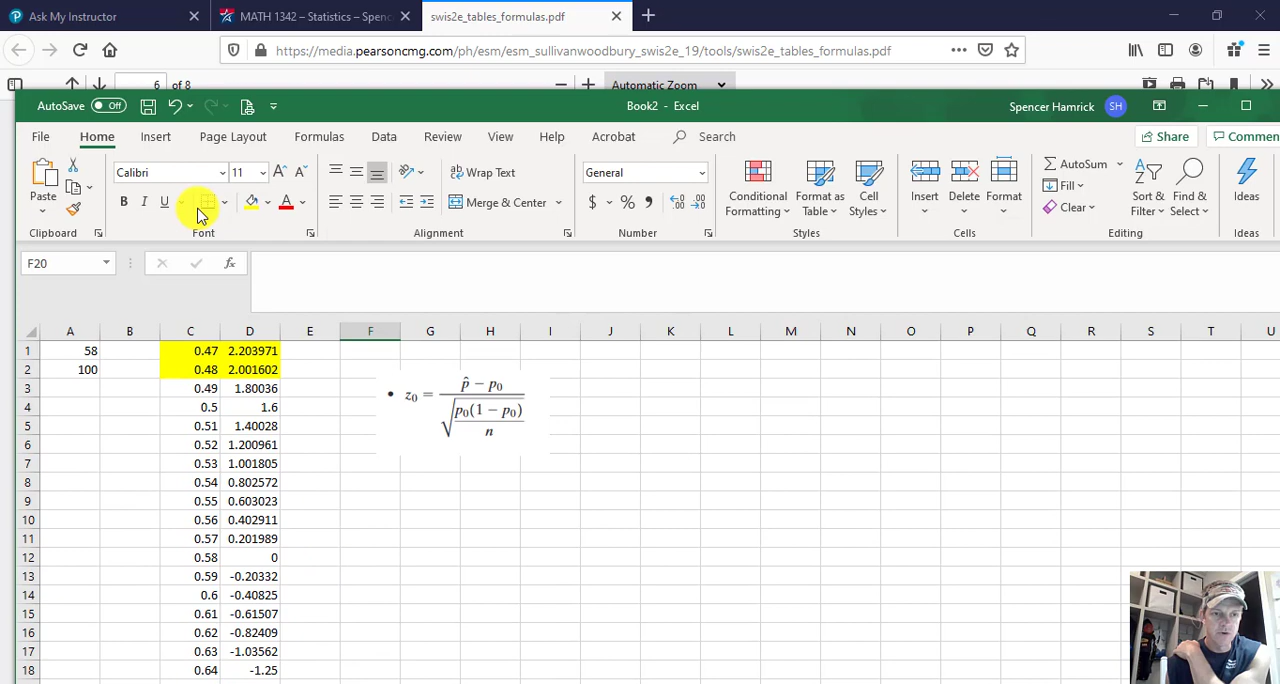 Ask My Instructor
MATH 1342 – Statistics – Spenc
swis2e_tables_formulas.pdf
https://media.pearsoncmg.com/ph/esm/esm_sullivanwoodbury_swis2e_19/tools/swis2e_tables_formulas.pdf
6 of 8
Automatic Zoom
AutoSave Off
Book2 - Excel
Spencer Hamrick SH
File Home Insert Page Layout Formulas Data Review View Help Acrobat Search Share Commen
Calibri 11 Wrap Text General AutoSum
Paste B I U Merge & Center $ % Conditional Formatting Format as Table Cell Styles Insert Delete Format Fill Clear Sort & Filter Find & Select Ideas
Clipboard Font Alignment Number Styles Cells Editing Ideas
F20 fx
A B C D E F G H I J K L M N O P Q R S T U
1 58 0.47 2.203971
2 100 0.48 2.001602
3 0.49 1.80036
4 0.5 1.6
5 0.51 1.40028
6 0.52 1.200961
7 0.53 1.001805
8 0.54 0.802572
9 0.55 0.603023
10 0.56 0.402911
11 0.57 0.201989
12 0.58 0
13 0.59 -0.20332
14 0.6 -0.40825
15 0.61 -0.61507
16 0.62 -0.82409
17 0.63 -1.03562
18 0.64 -1.25
• z₀ = p̂ − p₀
√p₀(1 − p₀)
n